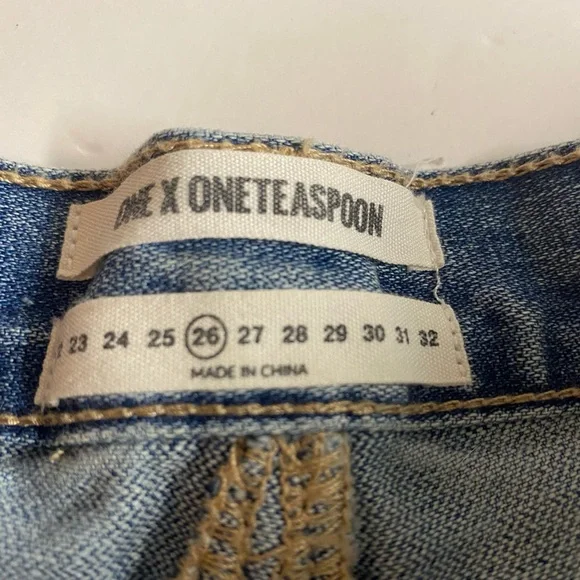 ONE X ONETEASPOON
23 24 25 26 27 28 29 30 31 32
MADE IN CHINA